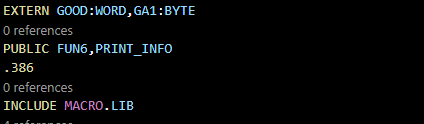 EXTERN GOOD:WORD,GA1:BYTE
0 references
PUBLIC FUN6,PRINT_INFO
.386
0 references
INCLUDE MACRO.LIB